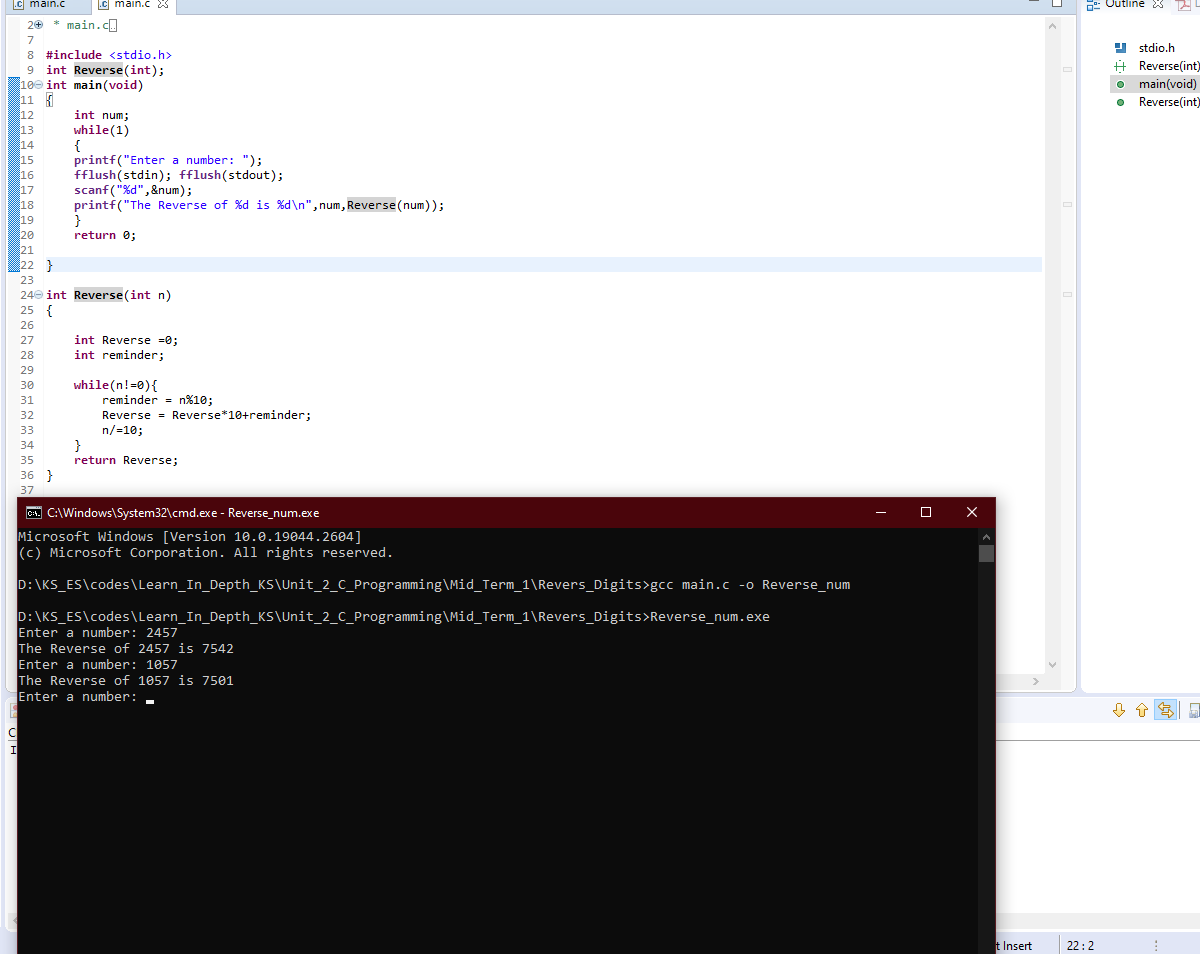 main.c
main.c
Outline
2 * main.c
7
8 #include <stdio.h>
9 int Reverse(int);
10 int main(void)
11 {
12     int num;
13     while(1)
14     {
15     printf("Enter a number: ");
16     fflush(stdin); fflush(stdout);
17     scanf("%d",&num);
18     printf("The Reverse of %d is %d\n",num,Reverse(num));
19     }
20     return 0;
21
22 }
23
24 int Reverse(int n)
25 {
26
27     int Reverse =0;
28     int reminder;
29
30     while(n!=0){
31         reminder = n%10;
32         Reverse = Reverse*10+reminder;
33         n/=10;
34     }
35     return Reverse;
36 }
37
stdio.h
Reverse(int)
main(void)
Reverse(int)
C:\Windows\System32\cmd.exe - Reverse_num.exe
Microsoft Windows [Version 10.0.19044.2604]
(c) Microsoft Corporation. All rights reserved.
D:\KS_ES\codes\Learn_In_Depth_KS\Unit_2_C_Programming\Mid_Term_1\Revers_Digits>gcc main.c -o Reverse_num
D:\KS_ES\codes\Learn_In_Depth_KS\Unit_2_C_Programming\Mid_Term_1\Revers_Digits>Reverse_num.exe
Enter a number: 2457
The Reverse of 2457 is 7542
Enter a number: 1057
The Reverse of 1057 is 7501
Enter a number:
t Insert
22 : 2